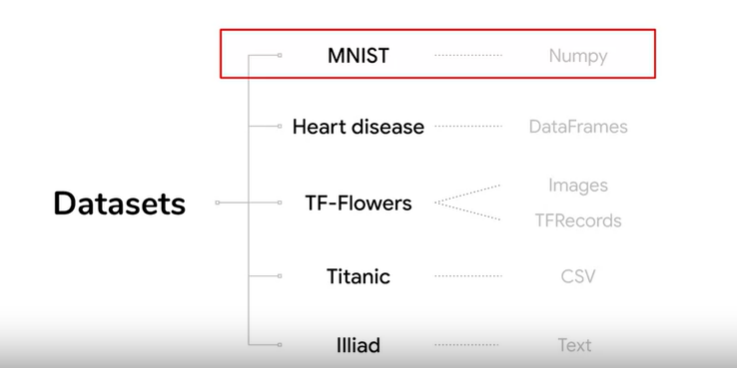 MNIST Numpy
Heart disease DataFrames
Images
Datasets TF-Flowers
TFRecords
Titanic CSV
Illiad Text